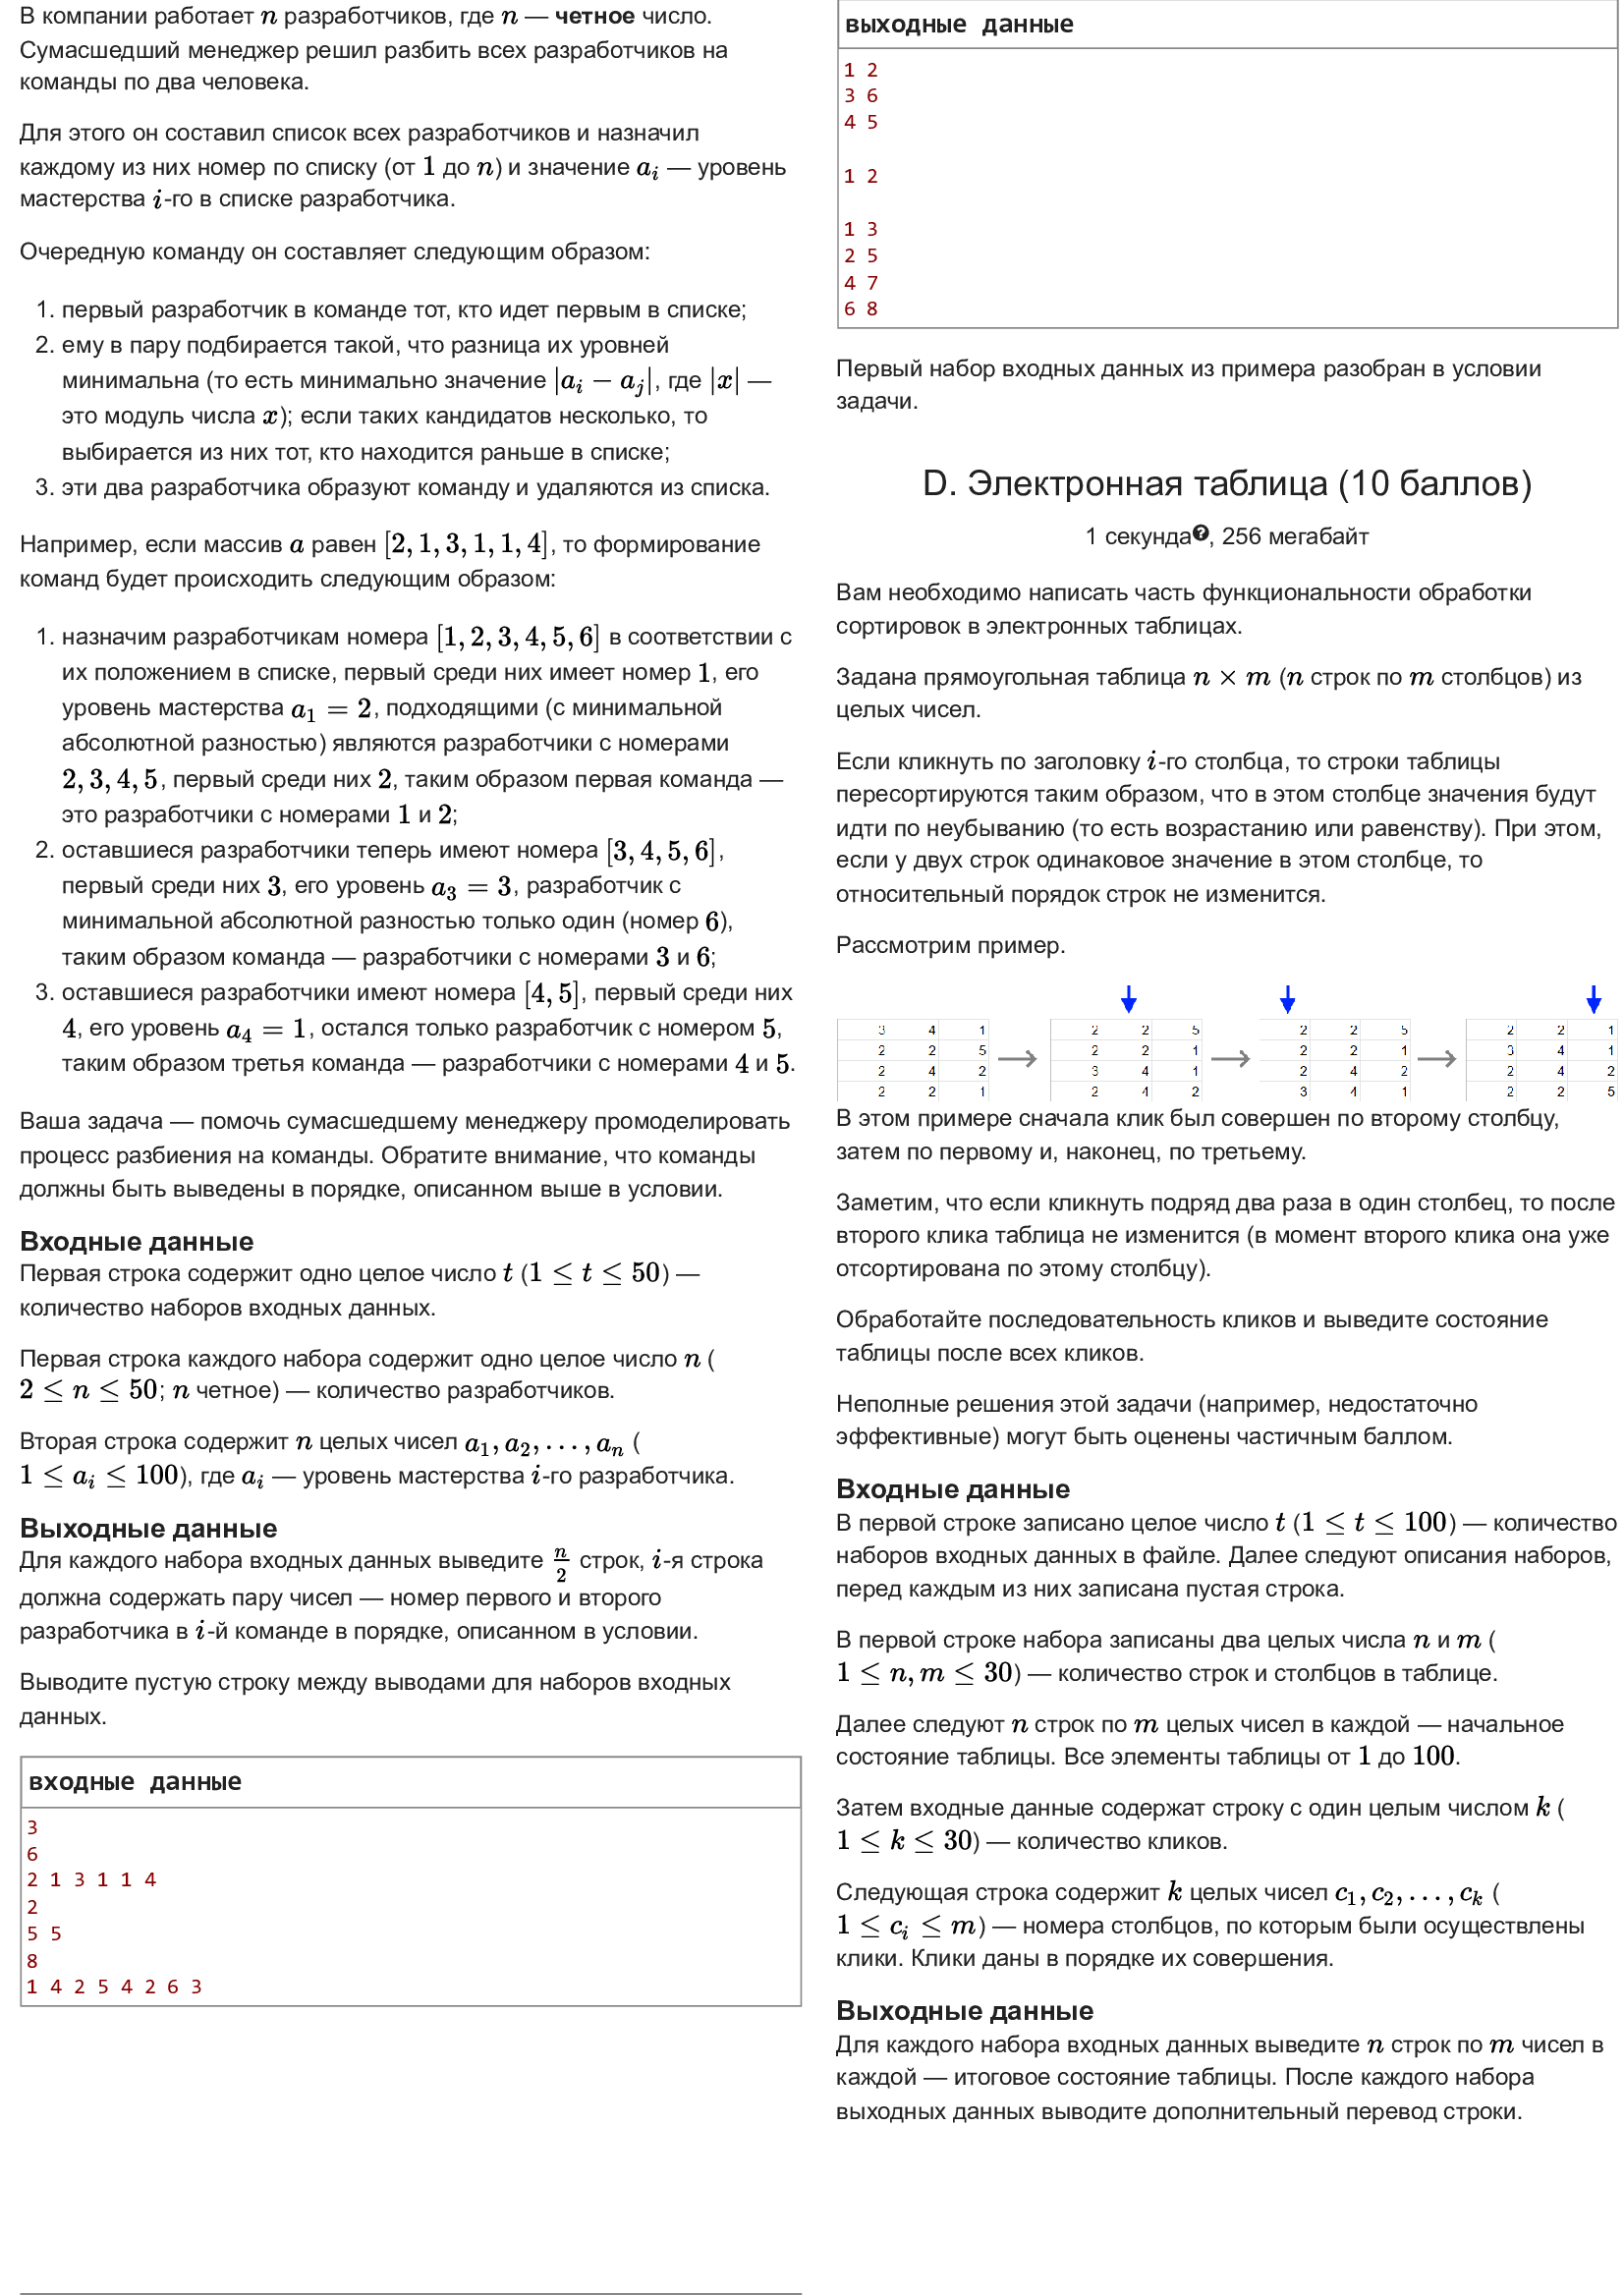 В компании работает n разработчиков, где n — четное число.
Сумасшедший менеджер решил разбить всех разработчиков на
команды по два человека.
Для этого он составил список всех разработчиков и назначил
каждому из них номер по списку (от 1 до n) и значение a_i — уровень
мастерства i-го в списке разработчика.
Очередную команду он составляет следующим образом:
1. первый разработчик в команде тот, кто идет первым в списке;
2. ему в пару подбирается такой, что разница их уровней
минимальна (то есть минимально значение |a_i − a_j|, где |x| —
это модуль числа x); если таких кандидатов несколько, то
выбирается из них тот, кто находится раньше в списке;
3. эти два разработчика образуют команду и удаляются из списка.
Например, если массив a равен [2, 1, 3, 1, 1, 4], то формирование
команд будет происходить следующим образом:
1. назначим разработчикам номера [1, 2, 3, 4, 5, 6] в соответствии с
их положением в списке, первый среди них имеет номер 1, его
уровень мастерства a_1 = 2, подходящими (с минимальной
абсолютной разностью) являются разработчики с номерами
2, 3, 4, 5, первый среди них 2, таким образом первая команда —
это разработчики с номерами 1 и 2;
2. оставшиеся разработчики теперь имеют номера [3, 4, 5, 6],
первый среди них 3, его уровень a_3 = 3, разработчик с
минимальной абсолютной разностью только один (номер 6),
таким образом команда — разработчики с номерами 3 и 6;
3. оставшиеся разработчики имеют номера [4, 5], первый среди них
4, его уровень a_4 = 1, остался только разработчик с номером 5,
таким образом третья команда — разработчики с номерами 4 и 5.
Ваша задача — помочь сумасшедшему менеджеру промоделировать
процесс разбиения на команды. Обратите внимание, что команды
должны быть выведены в порядке, описанном выше в условии.
Входные данные
Первая строка содержит одно целое число t (1 ≤ t ≤ 50) —
количество наборов входных данных.
Первая строка каждого набора содержит одно целое число n (
2 ≤ n ≤ 50; n четное) — количество разработчиков.
Вторая строка содержит n целых чисел a_1, a_2, …, a_n (
1 ≤ a_i ≤ 100), где a_i — уровень мастерства i-го разработчика.
Выходные данные
Для каждого набора входных данных выведите n/2 строк, i-я строка
должна содержать пару чисел — номер первого и второго
разработчика в i-й команде в порядке, описанном в условии.
Выводите пустую строку между выводами для наборов входных
данных.
входные данные
3
6
2 1 3 1 1 4
2
5 5
8
1 4 2 5 4 2 6 3
выходные данные
1 2
3 6
4 5
1 2
1 3
2 5
4 7
6 8
Первый набор входных данных из примера разобран в условии
задачи.
D. Электронная таблица (10 баллов)
1 секунда?, 256 мегабайт
Вам необходимо написать часть функциональности обработки
сортировок в электронных таблицах.
Задана прямоугольная таблица n × m (n строк по m столбцов) из
целых чисел.
Если кликнуть по заголовку i-го столбца, то строки таблицы
пересортируются таким образом, что в этом столбце значения будут
идти по неубыванию (то есть возрастанию или равенству). При этом,
если у двух строк одинаковое значение в этом столбце, то
относительный порядок строк не изменится.
Рассмотрим пример.
3 4 1 2 2 5 2 2 5 2 2 1
2 2 5 2 2 1 2 2 1 3 4 1
2 4 2 3 4 1 2 4 2 2 4 2
2 2 1 2 4 2 3 4 1 2 2 5
В этом примере сначала клик был совершен по второму столбцу,
затем по первому и, наконец, по третьему.
Заметим, что если кликнуть подряд два раза в один столбец, то после
второго клика таблица не изменится (в момент второго клика она уже
отсортирована по этому столбцу).
Обработайте последовательность кликов и выведите состояние
таблицы после всех кликов.
Неполные решения этой задачи (например, недостаточно
эффективные) могут быть оценены частичным баллом.
Входные данные
В первой строке записано целое число t (1 ≤ t ≤ 100) — количество
наборов входных данных в файле. Далее следуют описания наборов,
перед каждым из них записана пустая строка.
В первой строке набора записаны два целых числа n и m (
1 ≤ n, m ≤ 30) — количество строк и столбцов в таблице.
Далее следуют n строк по m целых чисел в каждой — начальное
состояние таблицы. Все элементы таблицы от 1 до 100.
Затем входные данные содержат строку с один целым числом k (
1 ≤ k ≤ 30) — количество кликов.
Следующая строка содержит k целых чисел c_1, c_2, …, c_k (
1 ≤ c_i ≤ m) — номера столбцов, по которым были осуществлены
клики. Клики даны в порядке их совершения.
Выходные данные
Для каждого набора входных данных выведите n строк по m чисел в
каждой — итоговое состояние таблицы. После каждого набора
выходных данных выводите дополнительный перевод строки.